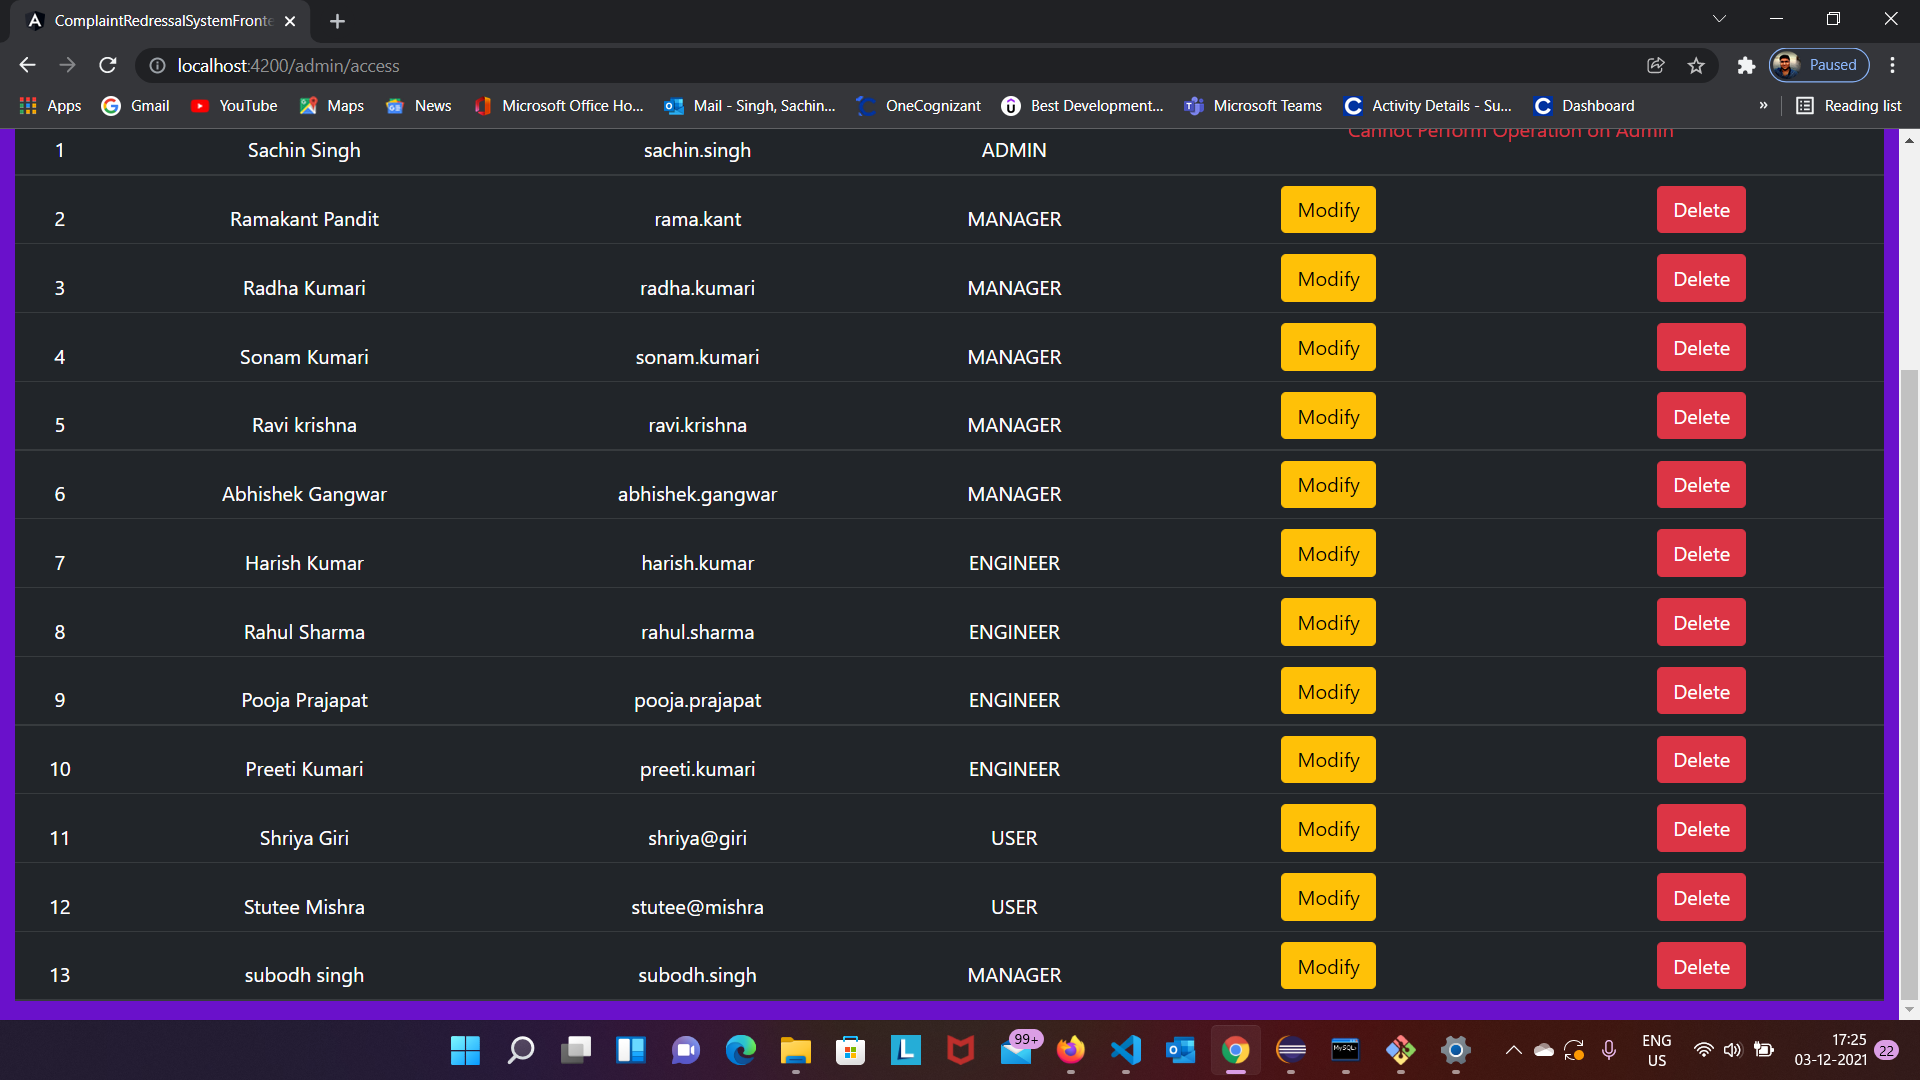 ComplaintRedressalSystemFronte
localhost:4200/admin/access
Paused
Apps Gmail YouTube Maps News Microsoft Office Ho... Mail - Singh, Sachin... OneCognizant Best Development... Microsoft Teams Activity Details - Su... Dashboard » Reading list
Cannot Perform Operation on Admin
1 Sachin Singh sachin.singh ADMIN
2 Ramakant Pandit rama.kant MANAGER Modify Delete
3 Radha Kumari radha.kumari MANAGER Modify Delete
4 Sonam Kumari sonam.kumari MANAGER Modify Delete
5 Ravi krishna ravi.krishna MANAGER Modify Delete
6 Abhishek Gangwar abhishek.gangwar MANAGER Modify Delete
7 Harish Kumar harish.kumar ENGINEER Modify Delete
8 Rahul Sharma rahul.sharma ENGINEER Modify Delete
9 Pooja Prajapat pooja.prajapat ENGINEER Modify Delete
10 Preeti Kumari preeti.kumari ENGINEER Modify Delete
11 Shriya Giri shriya@giri USER Modify Delete
12 Stutee Mishra stutee@mishra USER Modify Delete
13 subodh singh subodh.singh MANAGER Modify Delete
99+
ENG 17:25
US 03-12-2021 22